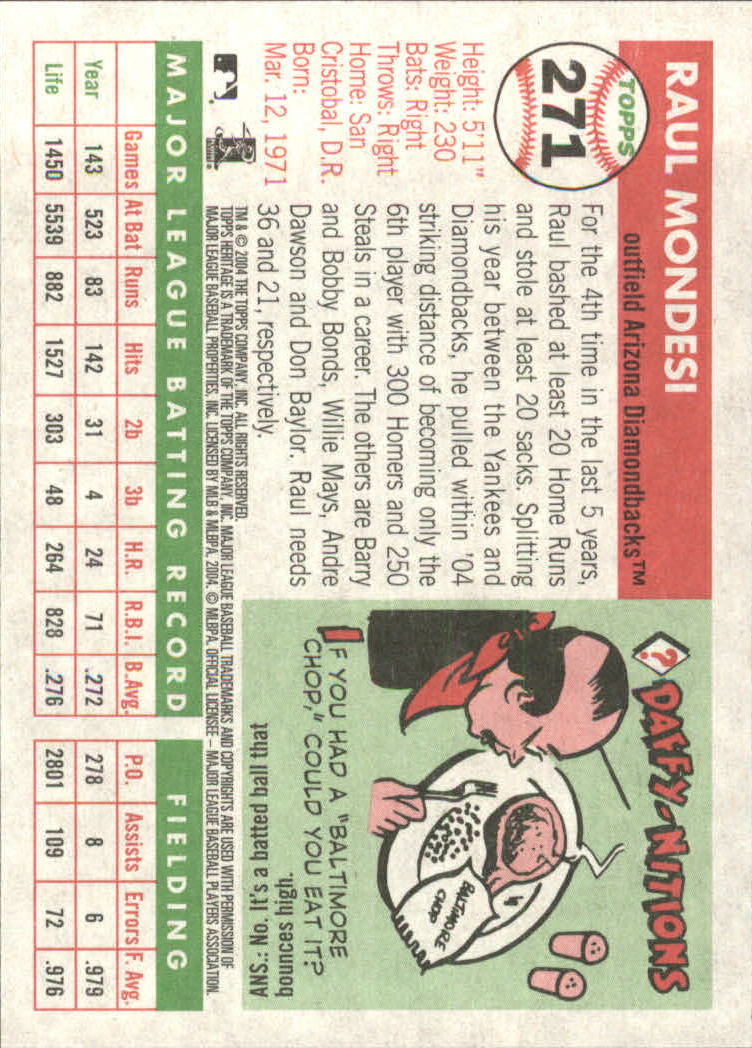 TOPPS
271
RAUL MONDESI
outfield Arizona Diamondbacks™
Height: 5'11"
Weight: 230
Bats: Right
Throws: Right
Home: San
Cristobal, D.R.
Born:
Mar. 12, 1971
For the 4th time in the last 5 years,
Raul bashed at least 20 Home Runs
and stole at least 20 sacks. Splitting
his year between the Yankees and
Diamondbacks, he pulled within '04
striking distance of becoming only the
6th player with 300 Homers and 250
Steals in a career. The others are Barry
and Bobby Bonds, Willie Mays, Andre
Dawson and Don Baylor. Raul needs
36 and 21, respectively.
? DAFFY-NITIONS
BALTIMORE
CHOP
IF YOU HAD A "BALTIMORE
CHOP," COULD YOU EAT IT?
ANS.: No. It's a batted ball that
bounces high.
TM & © 2004 THE TOPPS COMPANY, INC. ALL RIGHTS RESERVED.
TOPPS HERITAGE IS A TRADEMARK OF THE TOPPS COMPANY, INC. MAJOR LEAGUE BASEBALL TRADEMARKS AND COPYRIGHTS ARE USED WITH PERMISSION OF
MAJOR LEAGUE BASEBALL PROPERTIES, INC. LICENSED BY MLB & MLBPA, 2004. © MLBPA. OFFICIAL LICENSEE – MAJOR LEAGUE BASEBALL PLAYERS ASSOCIATION.
MAJOR LEAGUE BATTING RECORD FIELDING
Games At Bat Runs Hits 2b 3b H.R. R.B.I. B.Avg. P.O. Assists Errors F. Avg.
Year 143 523 83 142 31 4 24 71 .272 278 8 6 .979
Life 1450 5539 882 1527 303 48 264 828 .276 2801 109 72 .976